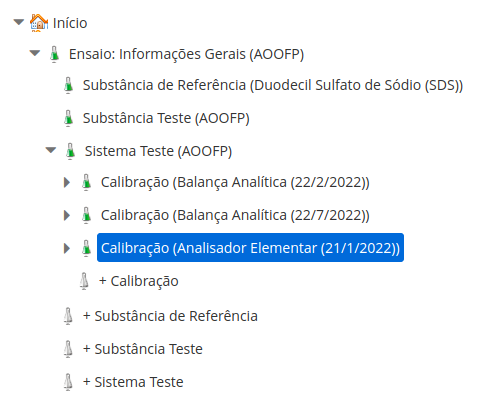 Início
Ensaio: Informações Gerais (AOOFP)
Substância de Referência (Duodecil Sulfato de Sódio (SDS))
Substância Teste (AOOFP)
Sistema Teste (AOOFP)
Calibração (Balança Analítica (22/2/2022))
Calibração (Balança Analítica (22/7/2022))
Calibração (Analisador Elementar (21/1/2022))
+ Calibração
+ Substância de Referência
+ Substância Teste
+ Sistema Teste